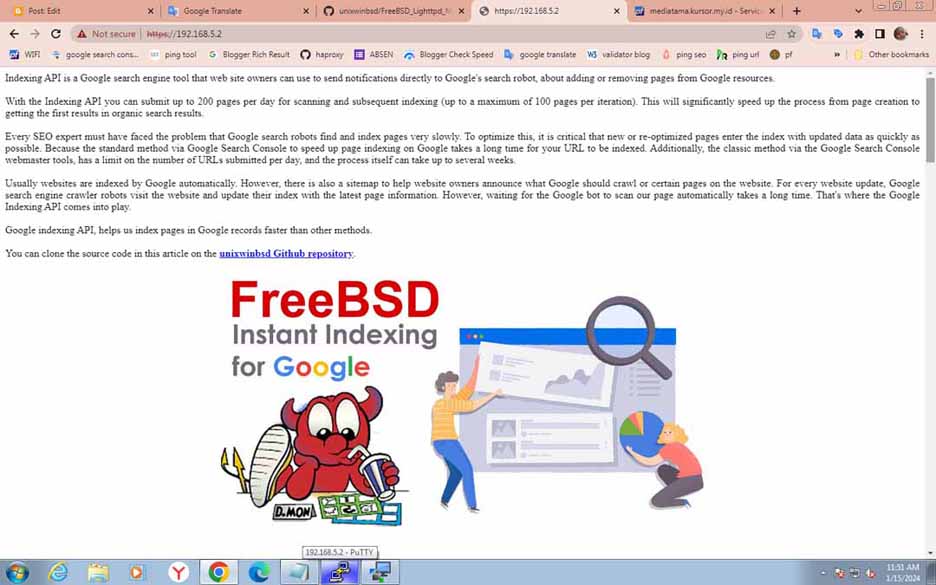 Post: Edit
Google Translate
unixwinbsd/FreeBSD_Lighttpd_N
https://192.168.5.2
mediatama.kursor.my.id - Service
Not secure
https://192.168.5.2
WIFI
google search cons...
ping tool
Blogger Rich Result
haproxy
ABSEN
Blogger Check Speed
google translate
validator blog
ping seo
ping url
pf
»
Other bookmarks
Indexing API is a Google search engine tool that web site owners can use to send notifications directly to Google's search robot, about adding or removing pages from Google resources.
With the Indexing API you can submit up to 200 pages per day for scanning and subsequent indexing (up to a maximum of 100 pages per iteration). This will significantly speed up the process from page creation to
getting the first results in organic search results.
Every SEO expert must have faced the problem that Google search robots find and index pages very slowly. To optimize this, it is critical that new or re-optimized pages enter the index with updated data as quickly as
possible. Because the standard method via Google Search Console to speed up page indexing on Google takes a long time for your URL to be indexed. Additionally, the classic method via the Google Search Console
webmaster tools, has a limit on the number of URLs submitted per day, and the process itself can take up to several weeks.
Usually websites are indexed by Google automatically. However, there is also a sitemap to help website owners announce what Google should crawl or certain pages on the website. For every website update, Google
search engine crawler robots visit the website and update their index with the latest page information. However, waiting for the Google bot to scan our page automatically takes a long time. That's where the Google
Indexing API comes into play.
Google indexing API, helps us index pages in Google records faster than other methods.
You can clone the source code in this article on the unixwinbsd Github repository.
FreeBSD
Instant Indexing
for Google
D.MON
192.168.5.2 - PuTTY
11:31 AM
1/15/2024